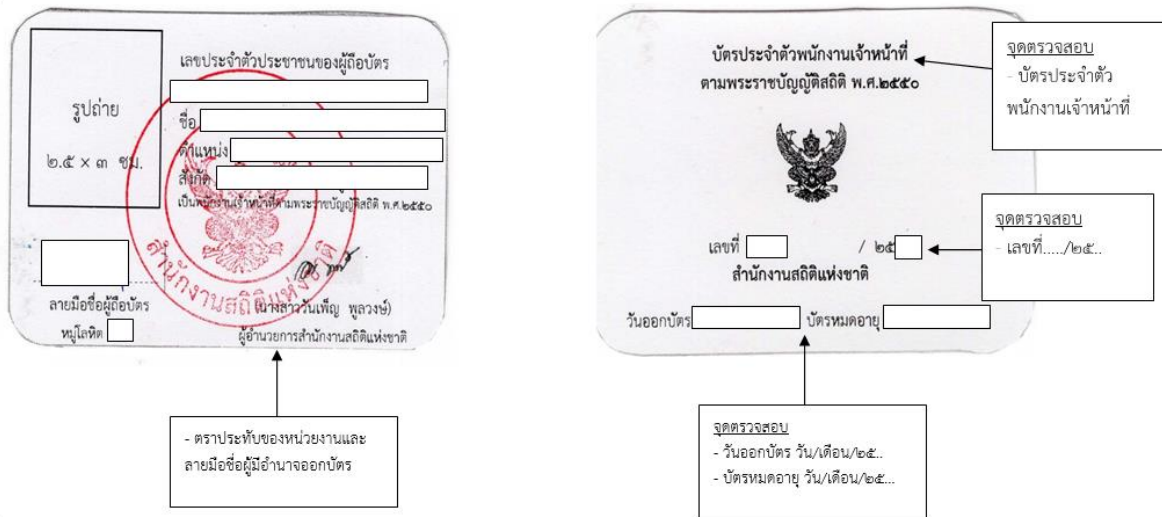 เลขประจำตัวประชาชนของผู้ถือบัตร
รูปถ่าย
๒.๕ × ๓ ซม.
ชื่อ
ตำแหน่ง
สังกัด
เป็นพนักงานเจ้าหน้าที่ตามพระราชบัญญัติสถิติ พ.ศ.๒๕๕๐
สำนักงานสถิติแห่งชาติ
ลายมือชื่อผู้ถือบัตร
(นางสาววันเพ็ญ พูลวงษ์)
หมู่โลหิต
ผู้อำนวยการสำนักงานสถิติแห่งชาติ
- ตราประทับของหน่วยงานและ
ลายมือชื่อผู้มีอำนาจออกบัตร
บัตรประจำตัวพนักงานเจ้าหน้าที่
ตามพระราชบัญญัติสถิติ พ.ศ.๒๕๕๐
เลขที่ / ๒๕
สำนักงานสถิติแห่งชาติ
วันออกบัตร บัตรหมดอายุ
จุดตรวจสอบ
- บัตรประจำตัว
พนักงานเจ้าหน้าที่
จุดตรวจสอบ
- เลขที่...../๒๕..
จุดตรวจสอบ
- วันออกบัตร วัน/เดือน/๒๕..
- บัตรหมดอายุ วัน/เดือน/๒๕...